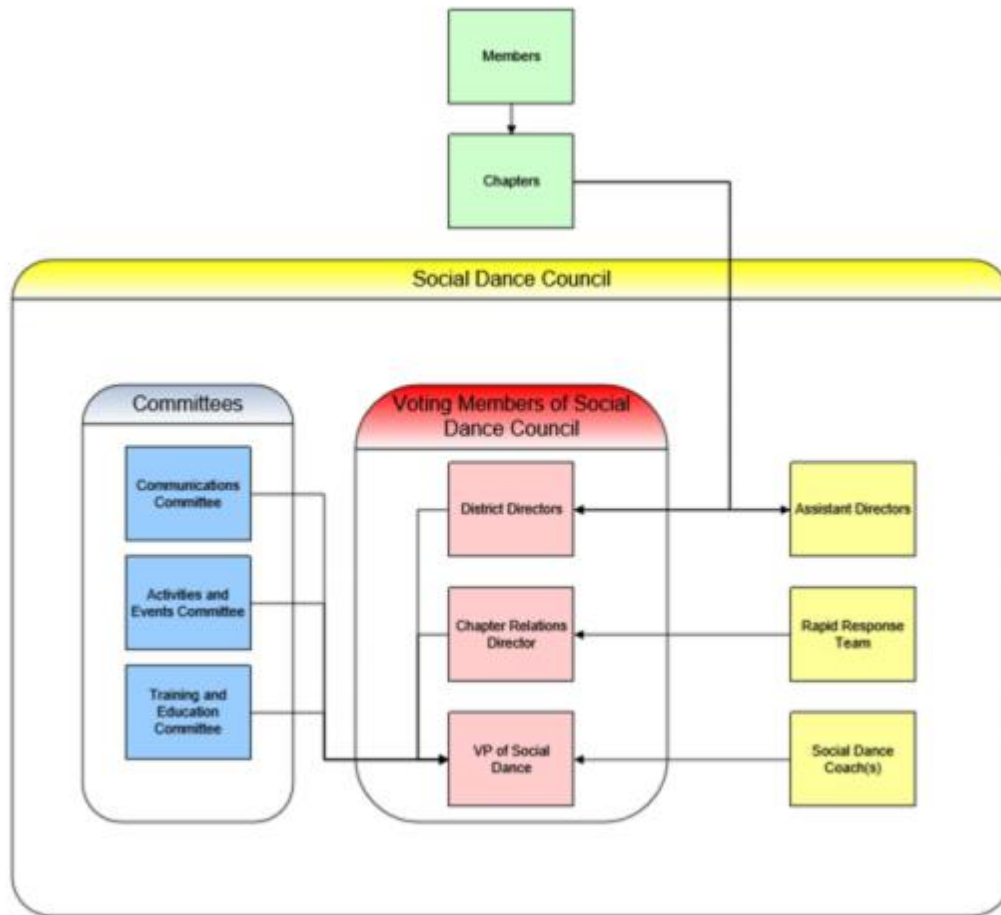 Members
Chapters
Social Dance Council
Committees
Voting Members of Social
Dance Council
Communications
Committee
District Directors
Assistant Directors
Activities and
Events Committee
Chapter Relations
Director
Rapid Response
Team
Training and
Education
Committee
VP of Social
Dance
Social Dance
Coach(s)